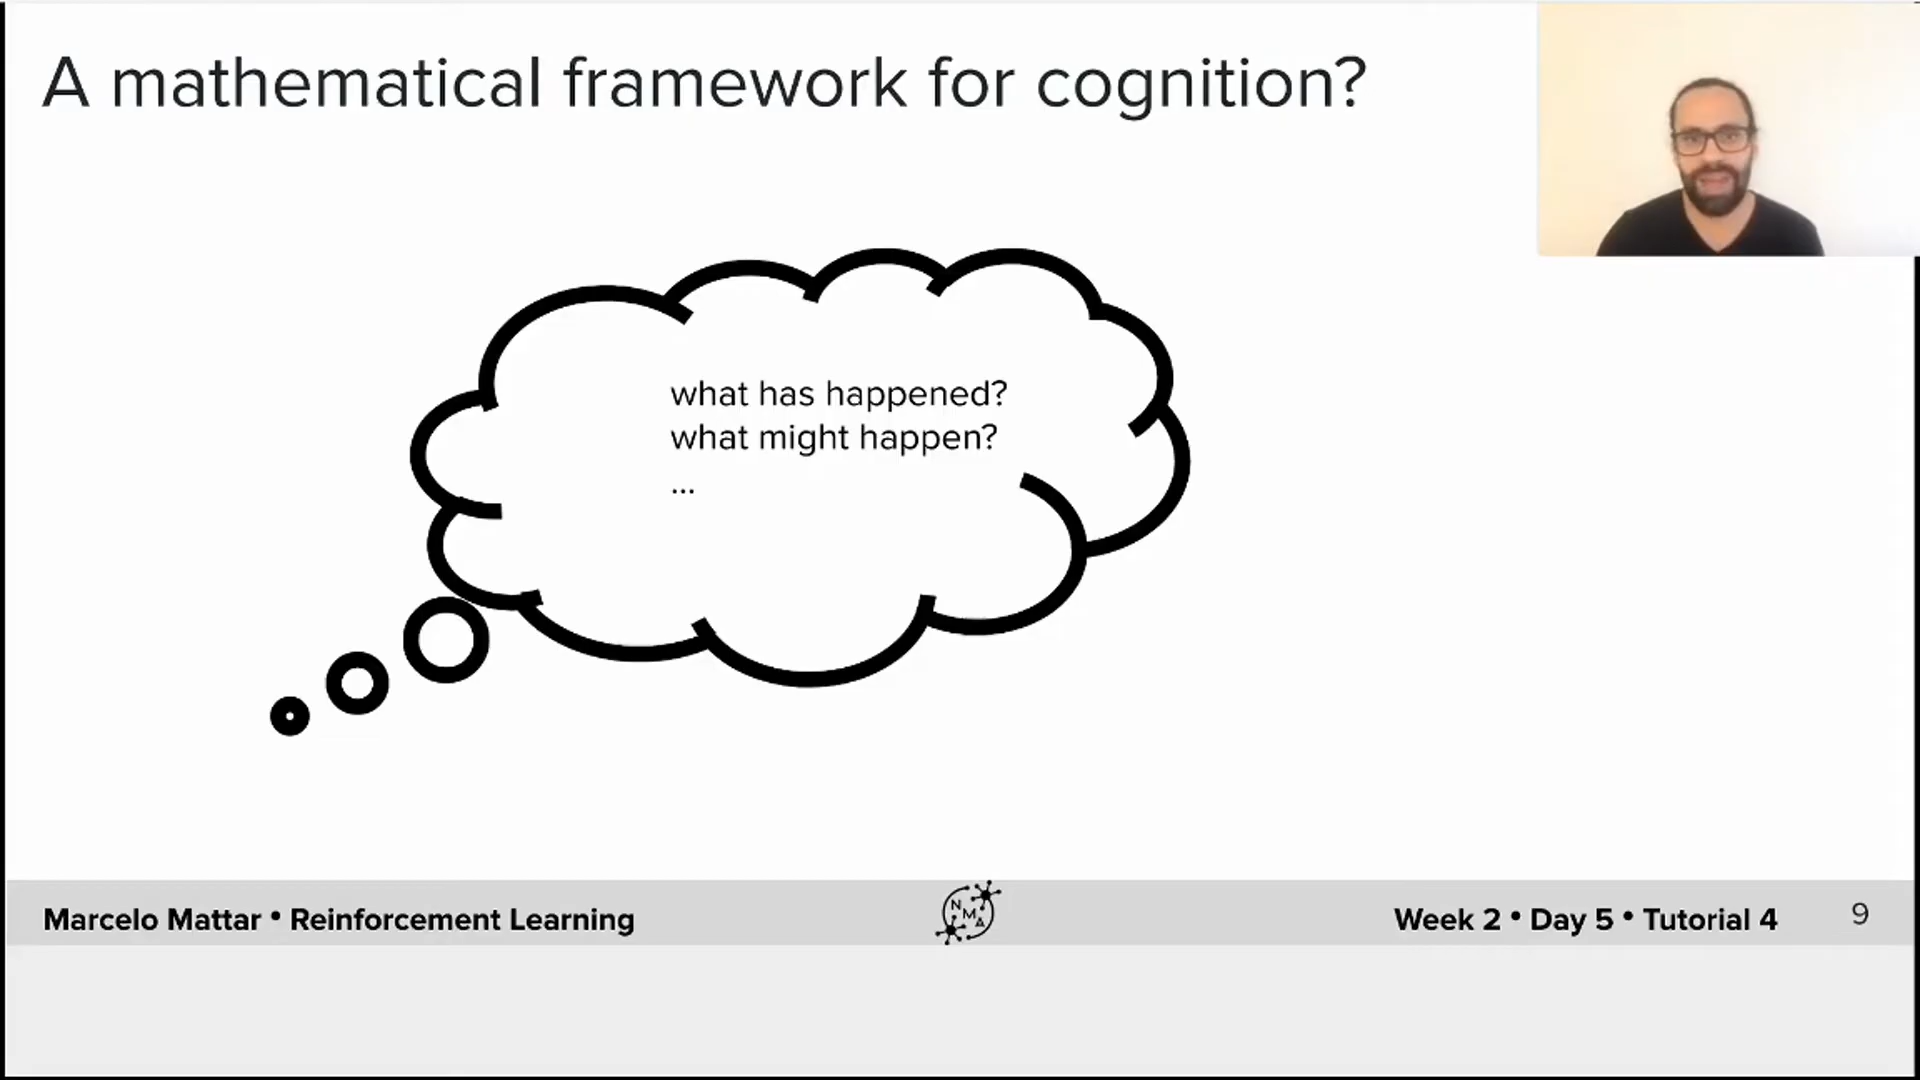 A mathematical framework for cognition?
what has happened?
what might happen?
...
Marcelo Mattar • Reinforcement Learning
NMA
Week 2 • Day 5 • Tutorial 4
9